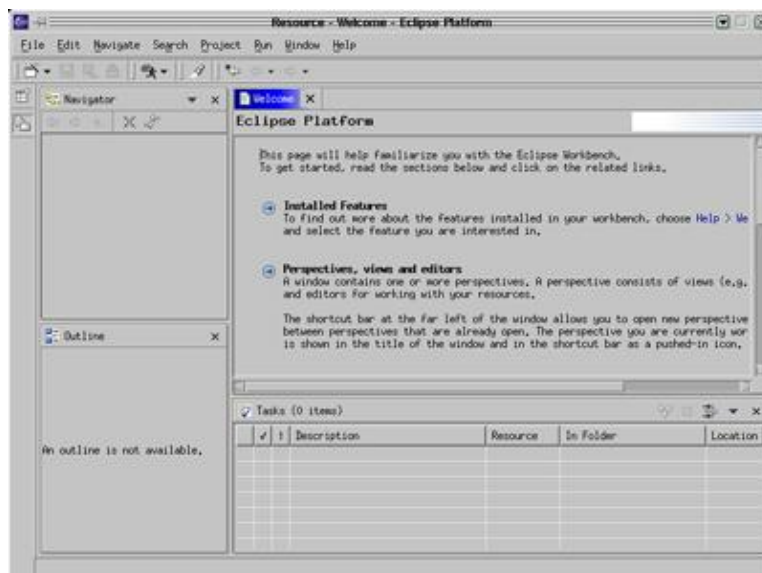 Resource - Welcome - Eclipse Platform
File Edit Navigate Search Project Run Window Help
Navigator
Welcome
Eclipse Platform
This page will help familiarize you with the Eclipse Workbench.
To get started, read the sections below and click on the related links.
Installed Features
To find out more about the features installed in your workbench, choose Help > We
and select the feature you are interested in.
Perspectives, views and editors
A window contains one or more perspectives. A perspective consists of views (e.g.
and editors for working with your resources.
The shortcut bar at the far left of the window allows you to open new perspective
between perspectives that are already open. The perspective you are currently wor
is shown in the title of the window and in the shortcut bar as a pushed-in icon.
Outline
An outline is not available.
Tasks (0 items)
! Description Resource In Folder Location